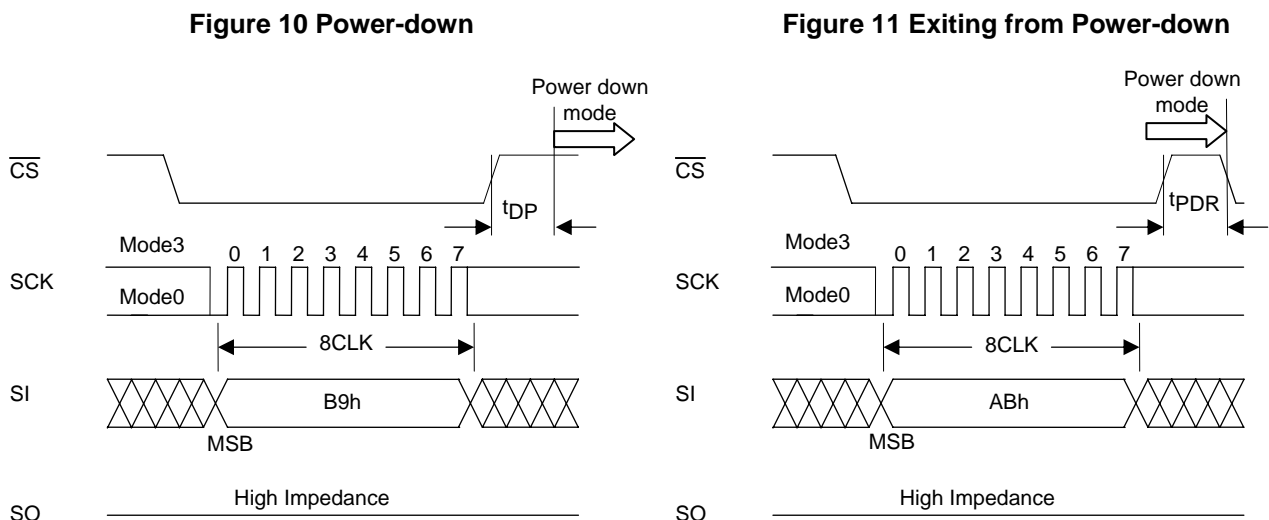 Figure 10 Power-down
Power down
mode
CS
tDP
Mode3
0 1 2 3 4 5 6 7
SCK
Mode0
8CLK
SI
B9h
MSB
High Impedance
SO
Figure 11 Exiting from Power-down
Power down
mode
CS
tPDR
Mode3
0 1 2 3 4 5 6 7
SCK
Mode0
8CLK
SI
ABh
MSB
High Impedance
SO